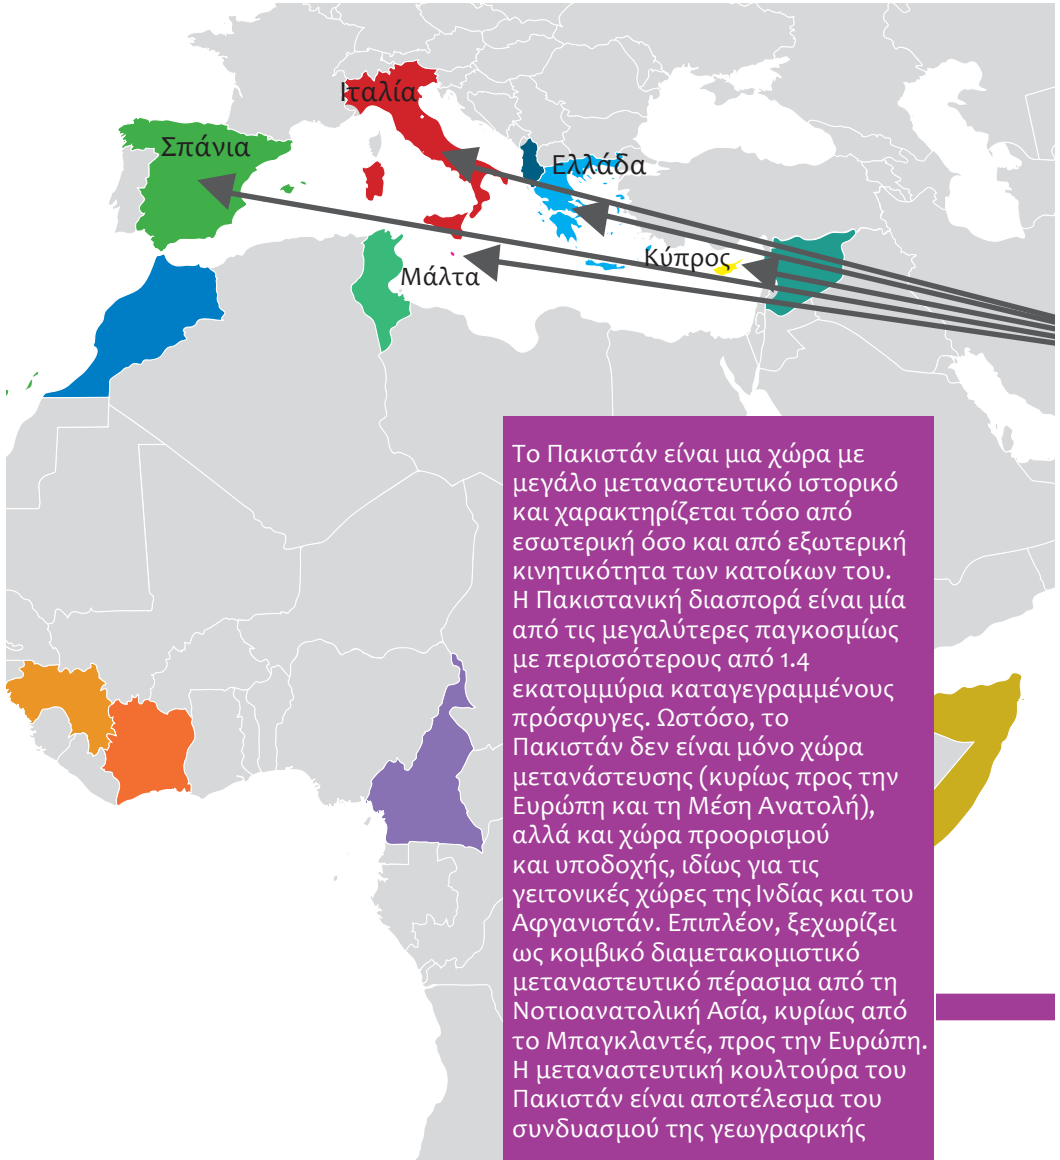 Ιταλία
Σπάνια
Ελλάδα
Κύπρος
Μάλτα
Το Πακιστάν είναι μια χώρα με
μεγάλο μεταναστευτικό ιστορικό
και χαρακτηρίζεται τόσο από
εσωτερική όσο και από εξωτερική
κινητικότητα των κατοίκων του.
Η Πακιστανική διασπορά είναι μία
από τις μεγαλύτερες παγκοσμίως
με περισσότερους από 1.4
εκατομμύρια καταγεγραμμένους
πρόσφυγες. Ωστόσο, το
Πακιστάν δεν είναι μόνο χώρα
μετανάστευσης (κυρίως προς την
Ευρώπη και τη Μέση Ανατολή),
αλλά και χώρα προορισμού
και υποδοχής, ιδίως για τις
γειτονικές χώρες της Ινδίας και του
Αφγανιστάν. Επιπλέον, ξεχωρίζει
ως κομβικό διαμετακομιστικό
μεταναστευτικό πέρασμα από τη
Νοτιοανατολική Ασία, κυρίως από
το Μπαγκλαντές, προς την Ευρώπη.
Η μεταναστευτική κουλτούρα του
Πακιστάν είναι αποτέλεσμα του
συνδυασμού της γεωγραφικής